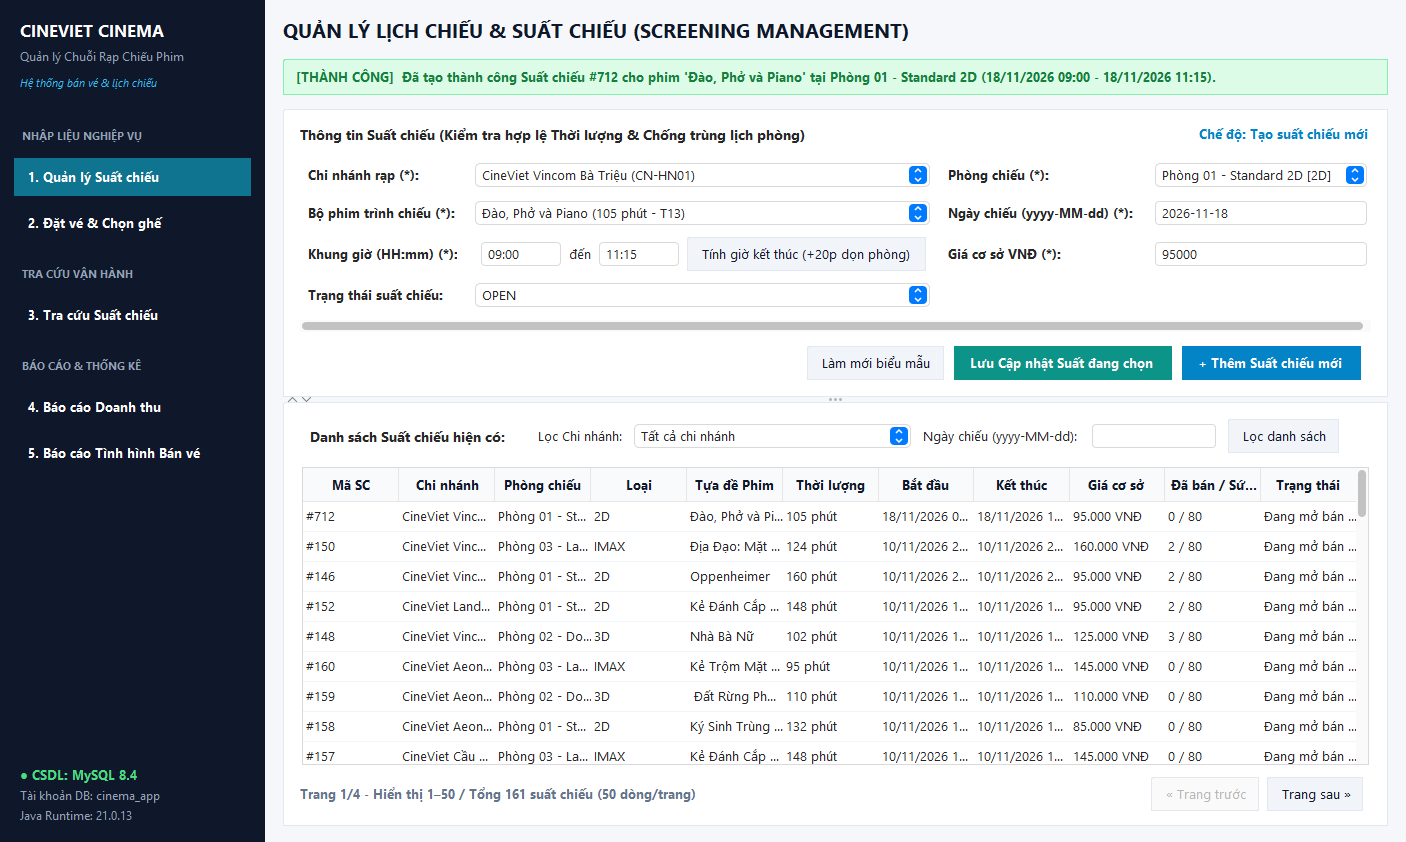 CINEVIET CINEMA
Quản lý Chuỗi Rạp Chiếu Phim
Hệ thống bán vé & lịch chiếu
NHẬP LIỆU NGHIỆP VỤ
1. Quản lý Suất chiếu
2. Đặt vé & Chọn ghế
TRA CỨU VẬN HÀNH
3. Tra cứu Suất chiếu
BÁO CÁO & THỐNG KÊ
4. Báo cáo Doanh thu
5. Báo cáo Tình hình Bán vé
● CSDL: MySQL 8.4
Tài khoản DB: cinema_app
Java Runtime: 21.0.13
QUẢN LÝ LỊCH CHIẾU & SUẤT CHIẾU (SCREENING MANAGEMENT)
[THÀNH CÔNG] Đã tạo thành công Suất chiếu #712 cho phim 'Đào, Phở và Piano' tại Phòng 01 - Standard 2D (18/11/2026 09:00 - 18/11/2026 11:15).
Thông tin Suất chiếu (Kiểm tra hợp lệ Thời lượng & Chống trùng lịch phòng) Chế độ: Tạo suất chiếu mới
Chi nhánh rạp (*): CineViet Vincom Bà Triệu (CN-HN01) Phòng chiếu (*): Phòng 01 - Standard 2D [2D]
Bộ phim trình chiếu (*): Đào, Phở và Piano (105 phút - T13) Ngày chiếu (yyyy-MM-dd) (*): 2026-11-18
Khung giờ (HH:mm) (*): 09:00 đến 11:15 Tính giờ kết thúc (+20p dọn phòng) Giá cơ sở VNĐ (*): 95000
Trạng thái suất chiếu: OPEN
Làm mới biểu mẫu Lưu Cập nhật Suất đang chọn + Thêm Suất chiếu mới
Danh sách Suất chiếu hiện có: Lọc Chi nhánh: Tất cả chi nhánh Ngày chiếu (yyyy-MM-dd): Lọc danh sách
Mã SC Chi nhánh Phòng chiếu Loại Tựa đề Phim Thời lượng Bắt đầu Kết thúc Giá cơ sở Đã bán / Sứ... Trạng thái
#712 CineViet Vinc... Phòng 01 - St... 2D Đào, Phở và Pi... 105 phút 18/11/2026 0... 18/11/2026 1... 95.000 VNĐ 0 / 80 Đang mở bán ...
#150 CineViet Vinc... Phòng 03 - La... IMAX Địa Đạo: Mặt ... 124 phút 10/11/2026 2... 10/11/2026 2... 160.000 VNĐ 2 / 80 Đang mở bán ...
#146 CineViet Vinc... Phòng 01 - St... 2D Oppenheimer 160 phút 10/11/2026 2... 10/11/2026 2... 95.000 VNĐ 2 / 80 Đang mở bán ...
#152 CineViet Land... Phòng 01 - St... 2D Kẻ Đánh Cắp ... 148 phút 10/11/2026 1... 10/11/2026 1... 95.000 VNĐ 2 / 80 Đang mở bán ...
#148 CineViet Vinc... Phòng 02 - Do... 3D Nhà Bà Nữ 102 phút 10/11/2026 1... 10/11/2026 1... 125.000 VNĐ 3 / 80 Đang mở bán ...
#160 CineViet Aeon... Phòng 03 - La... IMAX Kẻ Trộm Mặt ... 95 phút 10/11/2026 1... 10/11/2026 1... 145.000 VNĐ 0 / 80 Đang mở bán ...
#159 CineViet Aeon... Phòng 02 - Do... 3D Đất Rừng Ph... 110 phút 10/11/2026 1... 10/11/2026 1... 110.000 VNĐ 0 / 80 Đang mở bán ...
#158 CineViet Aeon... Phòng 01 - St... 2D Ký Sinh Trùng ... 132 phút 10/11/2026 1... 10/11/2026 1... 85.000 VNĐ 0 / 80 Đang mở bán ...
#157 CineViet Cầu ... Phòng 03 - La... IMAX Kẻ Đánh Cắp ... 148 phút 10/11/2026 1... 10/11/2026 1... 145.000 VNĐ 0 / 80 Đang mở bán ...
Trang 1/4 - Hiển thị 1–50 / Tổng 161 suất chiếu (50 dòng/trang) « Trang trước Trang sau »